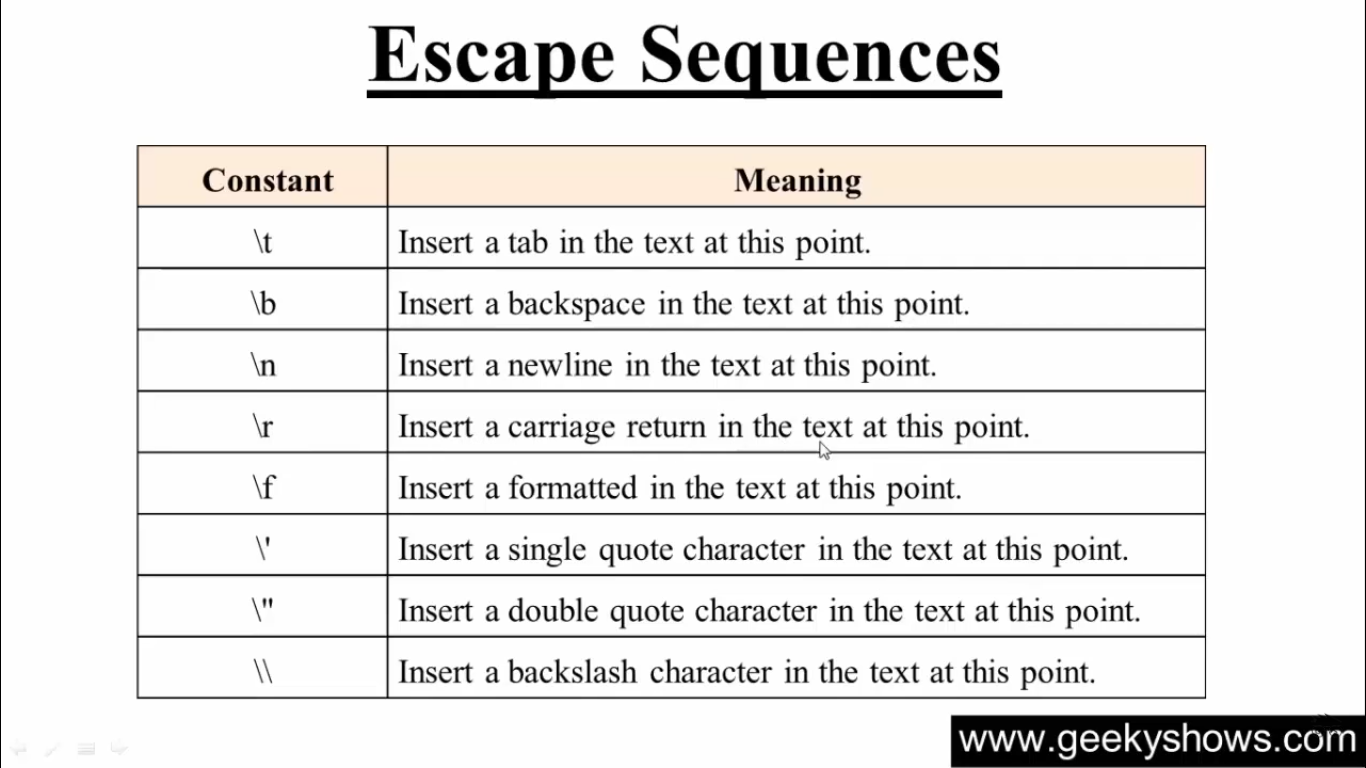 Escape Sequences
Constant Meaning
\t Insert a tab in the text at this point.
\b Insert a backspace in the text at this point.
\n Insert a newline in the text at this point.
\r Insert a carriage return in the text at this point.
\f Insert a formatted in the text at this point.
\' Insert a single quote character in the text at this point.
\" Insert a double quote character in the text at this point.
\\ Insert a backslash character in the text at this point.
www.geekyshows.com